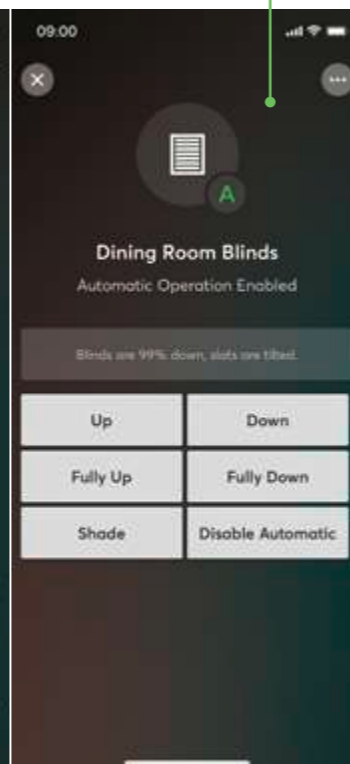 09:00
A
Dining Room Blinds
Automatic Operation Enabled
Blinds are 99% down, slats are tilted.
Up
Down
Fully Up
Fully Down
Shade
Disable Automatic